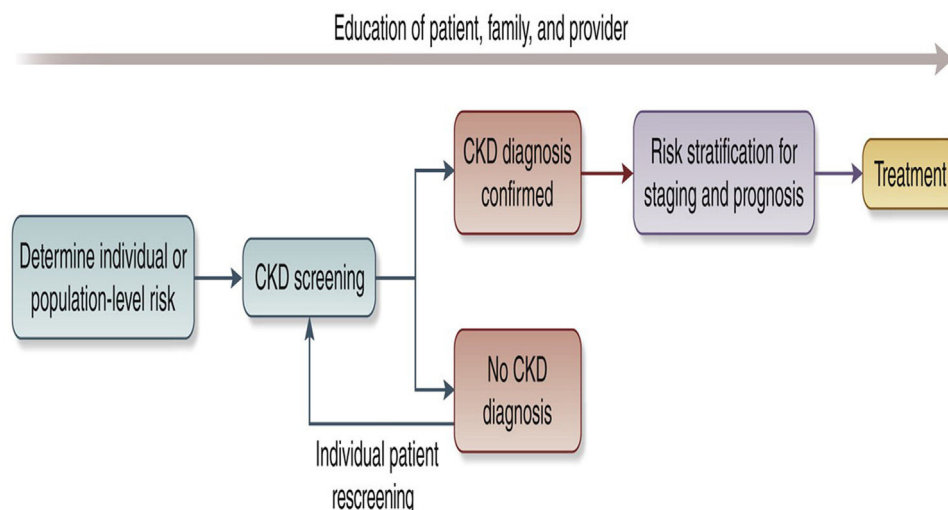 Education of patient, family, and provider
CKD diagnosis
confirmed
Risk stratification for
staging and prognosis
Treatment
Determine individual or
population-level risk
CKD screening
No CKD
diagnosis
Individual patient
rescreening